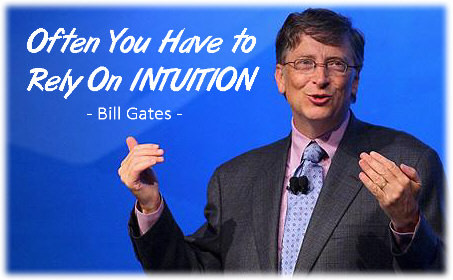 Often You Have to
Rely On INTUITION
- Bill Gates -